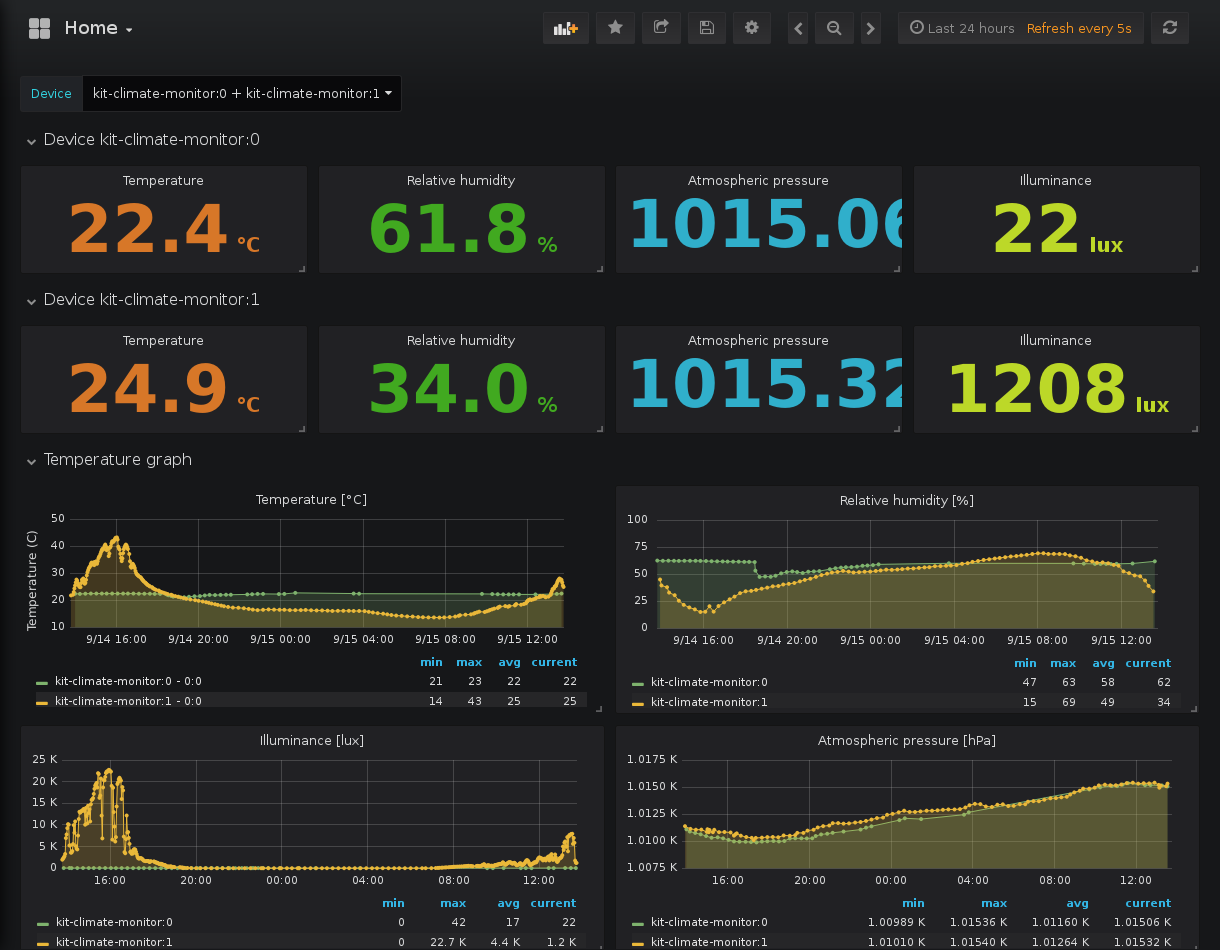 Home
Last 24 hours Refresh every 5s
Device kit-climate-monitor:0 + kit-climate-monitor:1
Device kit-climate-monitor:0
Temperature Relative humidity Atmospheric pressure Illuminance
22.4 °C 61.8 % 1015.06 22 lux
Device kit-climate-monitor:1
Temperature Relative humidity Atmospheric pressure Illuminance
24.9 °C 34.0 % 1015.32 1208 lux
Temperature graph
Temperature [°C]
Temperature (C)
50
40
30
20
10
9/14 16:00 9/14 20:00 9/15 00:00 9/15 04:00 9/15 08:00 9/15 12:00
min max avg current
kit-climate-monitor:0 - 0:0 21 23 22 22
kit-climate-monitor:1 - 0:0 14 43 25 25
Relative humidity [%]
100
75
50
25
0
9/14 16:00 9/14 20:00 9/15 00:00 9/15 04:00 9/15 08:00 9/15 12:00
min max avg current
kit-climate-monitor:0 47 63 58 62
kit-climate-monitor:1 15 69 49 34
Illuminance [lux]
25 K
20 K
15 K
10 K
5 K
0
16:00 20:00 00:00 04:00 08:00 12:00
min max avg current
kit-climate-monitor:0 0 42 17 22
kit-climate-monitor:1 0 22.7 K 4.4 K 1.2 K
Atmospheric pressure [hPa]
1.0175 K
1.0150 K
1.0125 K
1.0100 K
1.0075 K
16:00 20:00 00:00 04:00 08:00 12:00
min max avg current
kit-climate-monitor:0 1.00989 K 1.01536 K 1.01160 K 1.01506 K
kit-climate-monitor:1 1.01010 K 1.01540 K 1.01264 K 1.01532 K